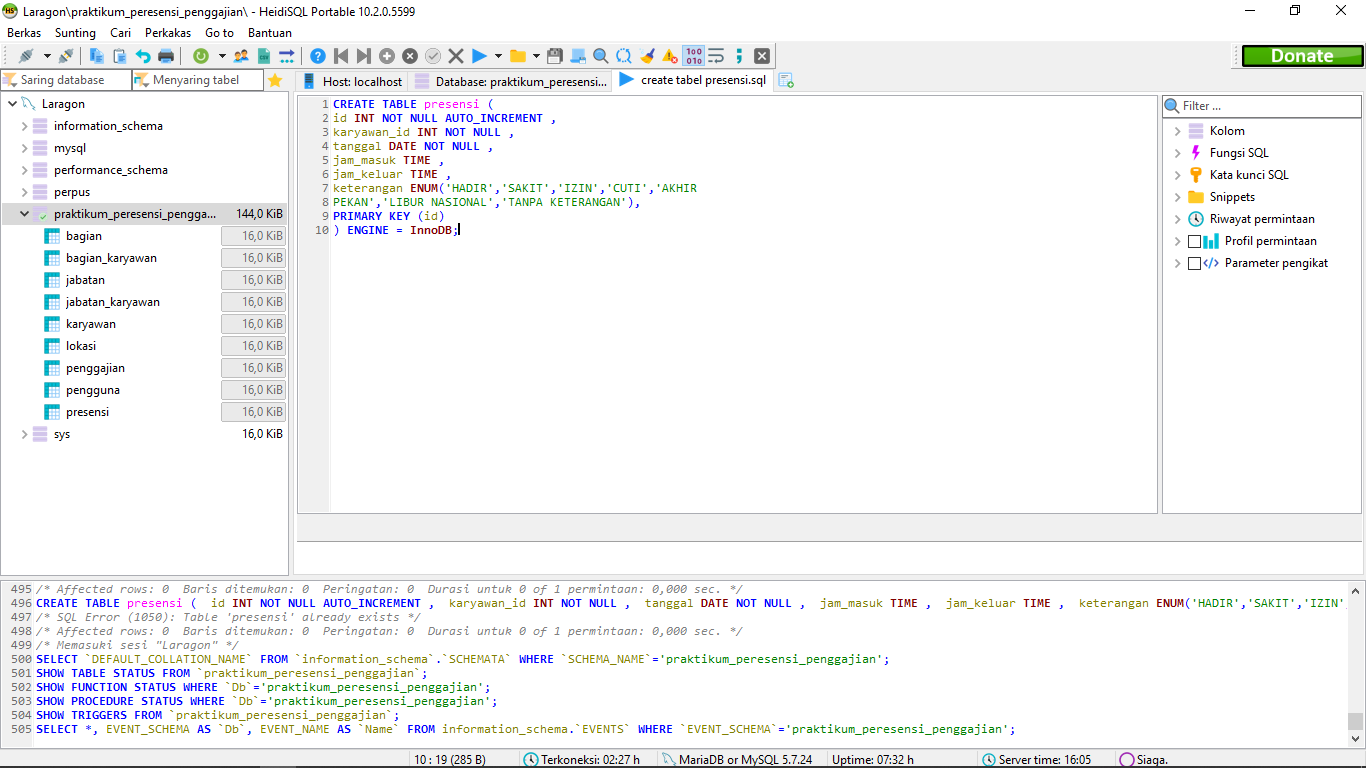 Laragon\praktikum_peresensi_penggajian\ - HeidiSQL Portable 10.2.0.5599
Berkas Sunting Cari Perkakas Go to Bantuan
Donate
Saring database Menyaring tabel
Host: localhost Database: praktikum_peresensi... create tabel presensi.sql
Laragon
information_schema
mysql
performance_schema
perpus
praktikum_peresensi_pengga... 144,0 KiB
bagian 16,0 KiB
bagian_karyawan 16,0 KiB
jabatan 16,0 KiB
jabatan_karyawan 16,0 KiB
karyawan 16,0 KiB
lokasi 16,0 KiB
penggajian 16,0 KiB
pengguna 16,0 KiB
presensi 16,0 KiB
sys 16,0 KiB
1 CREATE TABLE presensi (
2 id INT NOT NULL AUTO_INCREMENT ,
3 karyawan_id INT NOT NULL ,
4 tanggal DATE NOT NULL ,
5 jam_masuk TIME ,
6 jam_keluar TIME ,
7 keterangan ENUM('HADIR','SAKIT','IZIN','CUTI','AKHIR
8 PEKAN','LIBUR NASIONAL','TANPA KETERANGAN'),
9 PRIMARY KEY (id)
10 ) ENGINE = InnoDB;
Filter ...
Kolom
Fungsi SQL
Kata kunci SQL
Snippets
Riwayat permintaan
Profil permintaan
Parameter pengikat
495 /* Affected rows: 0 Baris ditemukan: 0 Peringatan: 0 Durasi untuk 0 of 1 permintaan: 0,000 sec. */
496 CREATE TABLE presensi ( id INT NOT NULL AUTO_INCREMENT , karyawan_id INT NOT NULL , tanggal DATE NOT NULL , jam_masuk TIME , jam_keluar TIME , keterangan ENUM('HADIR','SAKIT','IZIN'
497 /* SQL Error (1050): Table 'presensi' already exists */
498 /* Affected rows: 0 Baris ditemukan: 0 Peringatan: 0 Durasi untuk 0 of 1 permintaan: 0,000 sec. */
499 /* Memasuki sesi "Laragon" */
500 SELECT `DEFAULT_COLLATION_NAME` FROM `information_schema`.`SCHEMATA` WHERE `SCHEMA_NAME`='praktikum_peresensi_penggajian';
501 SHOW TABLE STATUS FROM `praktikum_peresensi_penggajian`;
502 SHOW FUNCTION STATUS WHERE `Db`='praktikum_peresensi_penggajian';
503 SHOW PROCEDURE STATUS WHERE `Db`='praktikum_peresensi_penggajian';
504 SHOW TRIGGERS FROM `praktikum_peresensi_penggajian`;
505 SELECT *, EVENT_SCHEMA AS `Db`, EVENT_NAME AS `Name` FROM information_schema.`EVENTS` WHERE `EVENT_SCHEMA`='praktikum_peresensi_penggajian';
10 : 19 (285 B) Terkoneksi: 02:27 h MariaDB or MySQL 5.7.24 Uptime: 07:32 h Server time: 16:05 Siaga.